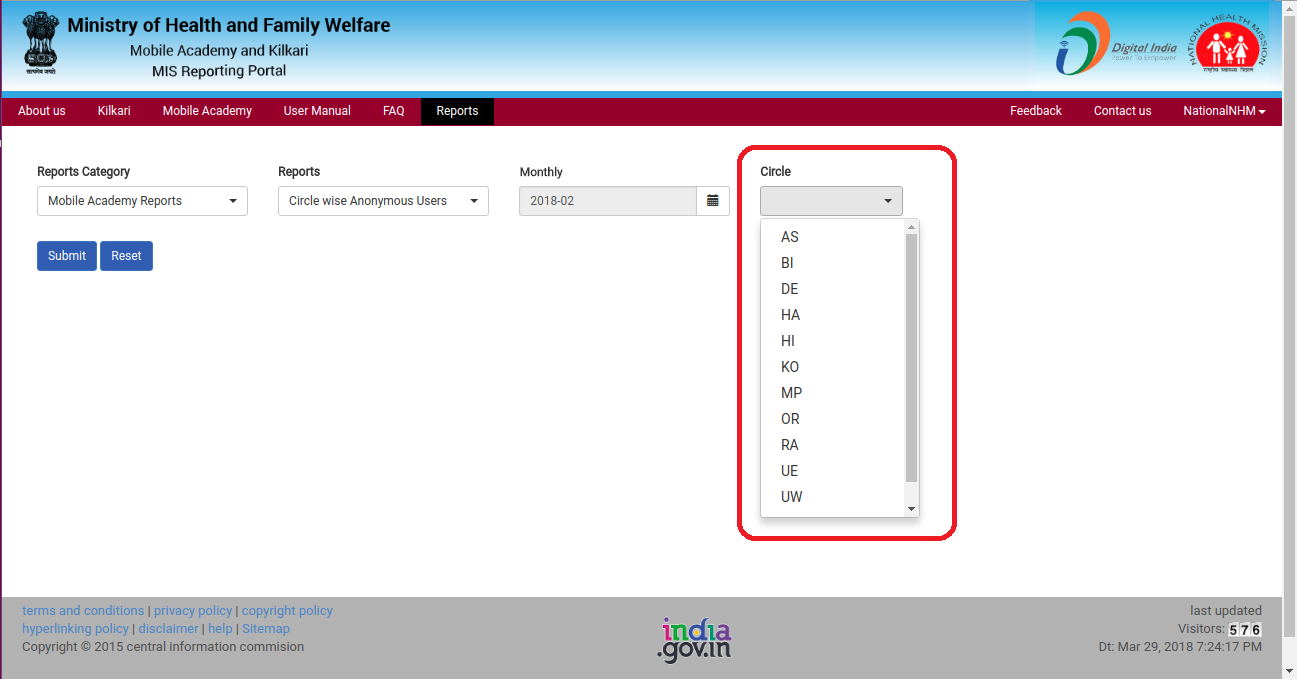 Ministry of Health and Family Welfare
Mobile Academy and Kilkari
MIS Reporting Portal
सत्यमेव जयते
Digital India
Power To Empower
NATIONAL HEALTH MISSION
राष्ट्रीय स्वास्थ्य मिशन
About us Kilkari Mobile Academy User Manual FAQ Reports Feedback Contact us NationalNHM
Reports Category Reports Monthly Circle
Mobile Academy Reports Circle wise Anonymous Users 2018-02
Submit Reset
AS
BI
DE
HA
HI
KO
MP
OR
RA
UE
UW
terms and conditions | privacy policy | copyright policy
hyperlinking policy | disclaimer | help | Sitemap
Copyright © 2015 central information commision
india
.gov.in
last updated
Visitors: 576
Dt: Mar 29, 2018 7:24:17 PM